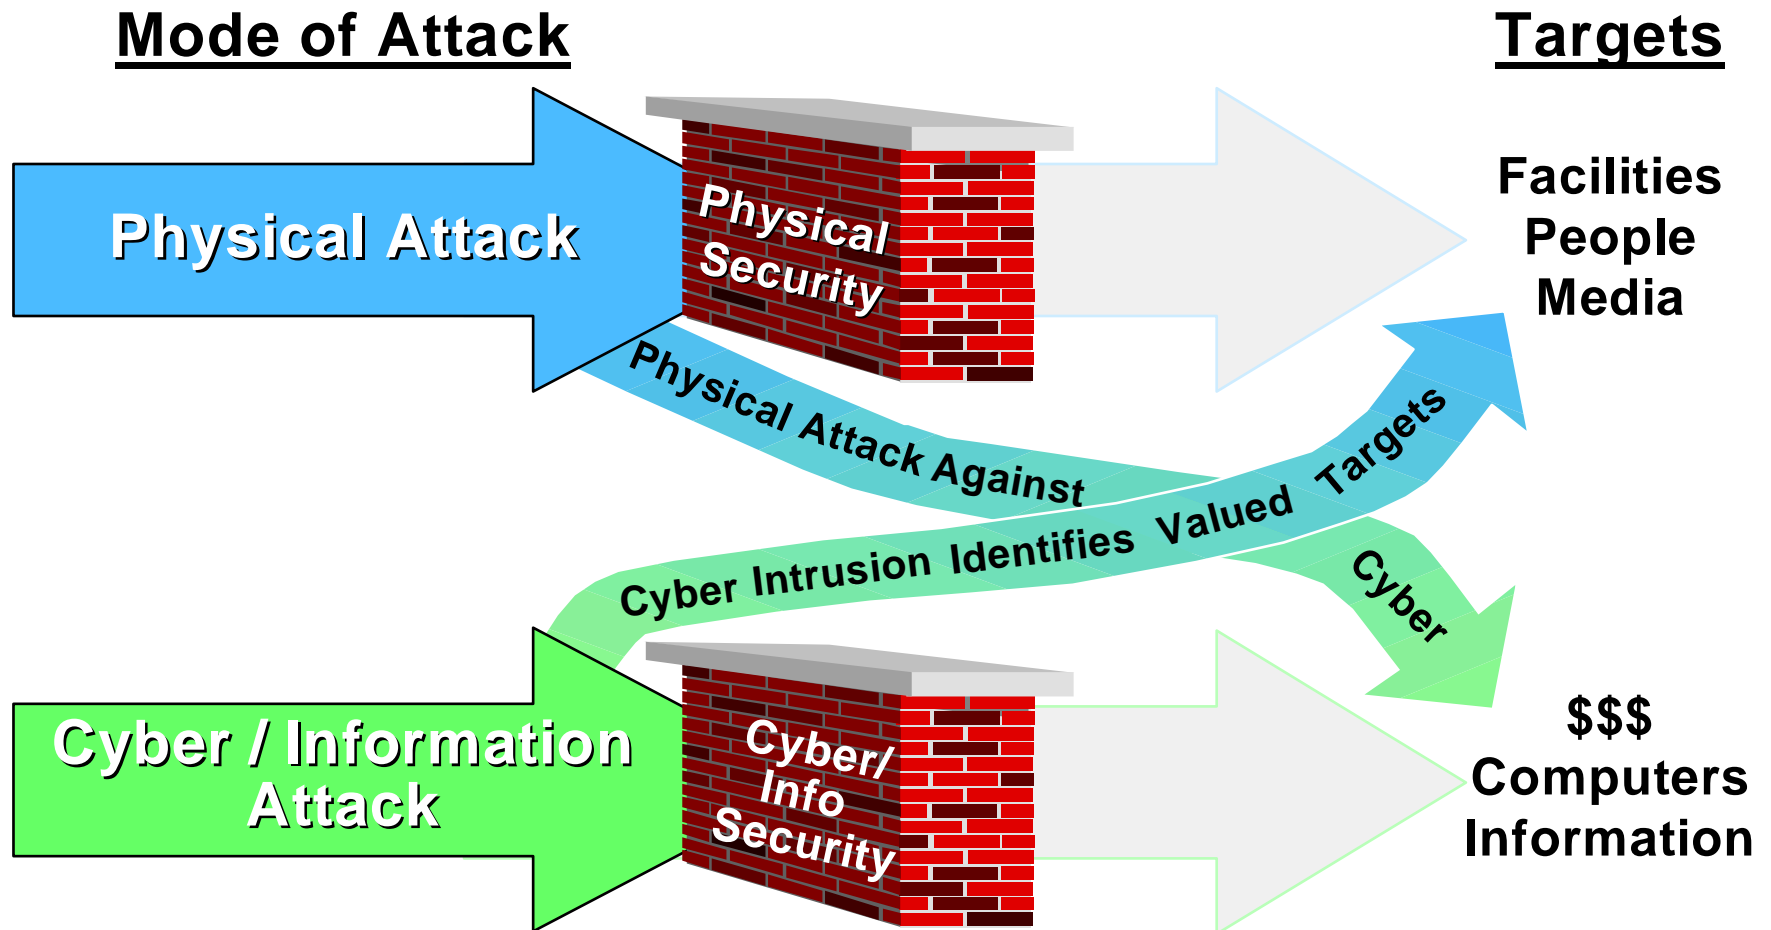 Mode of Attack
Targets
Physical Attack
Physical
Security
Facilities
People
Media
Physical Attack Against Cyber
Cyber Intrusion Identifies Valued Targets
Cyber / Information
Attack
Cyber/
Info
Security
$$$
Computers
Information